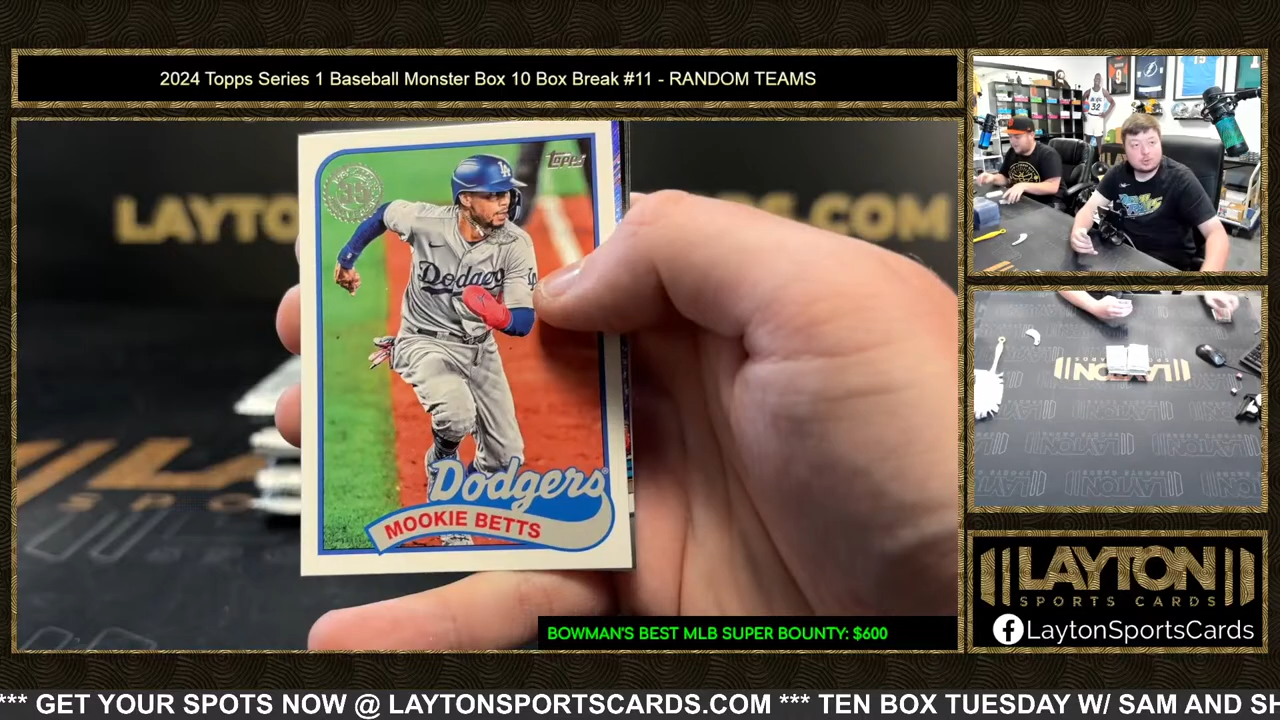 2024 Topps Series 1 Baseball Monster Box 10 Box Break #11 - RANDOM TEAMS
Topps
35
Dodgers
Dodgers
MOOKIE BETTS
BOWMAN'S BEST MLB SUPER BOUNTY: $600
LAYTON
SPORTS CARDS
LaytonSportsCards
*** GET YOUR SPOTS NOW @ LAYTONSPORTSCARDS.COM *** TEN BOX TUESDAY W/ SAM AND SH